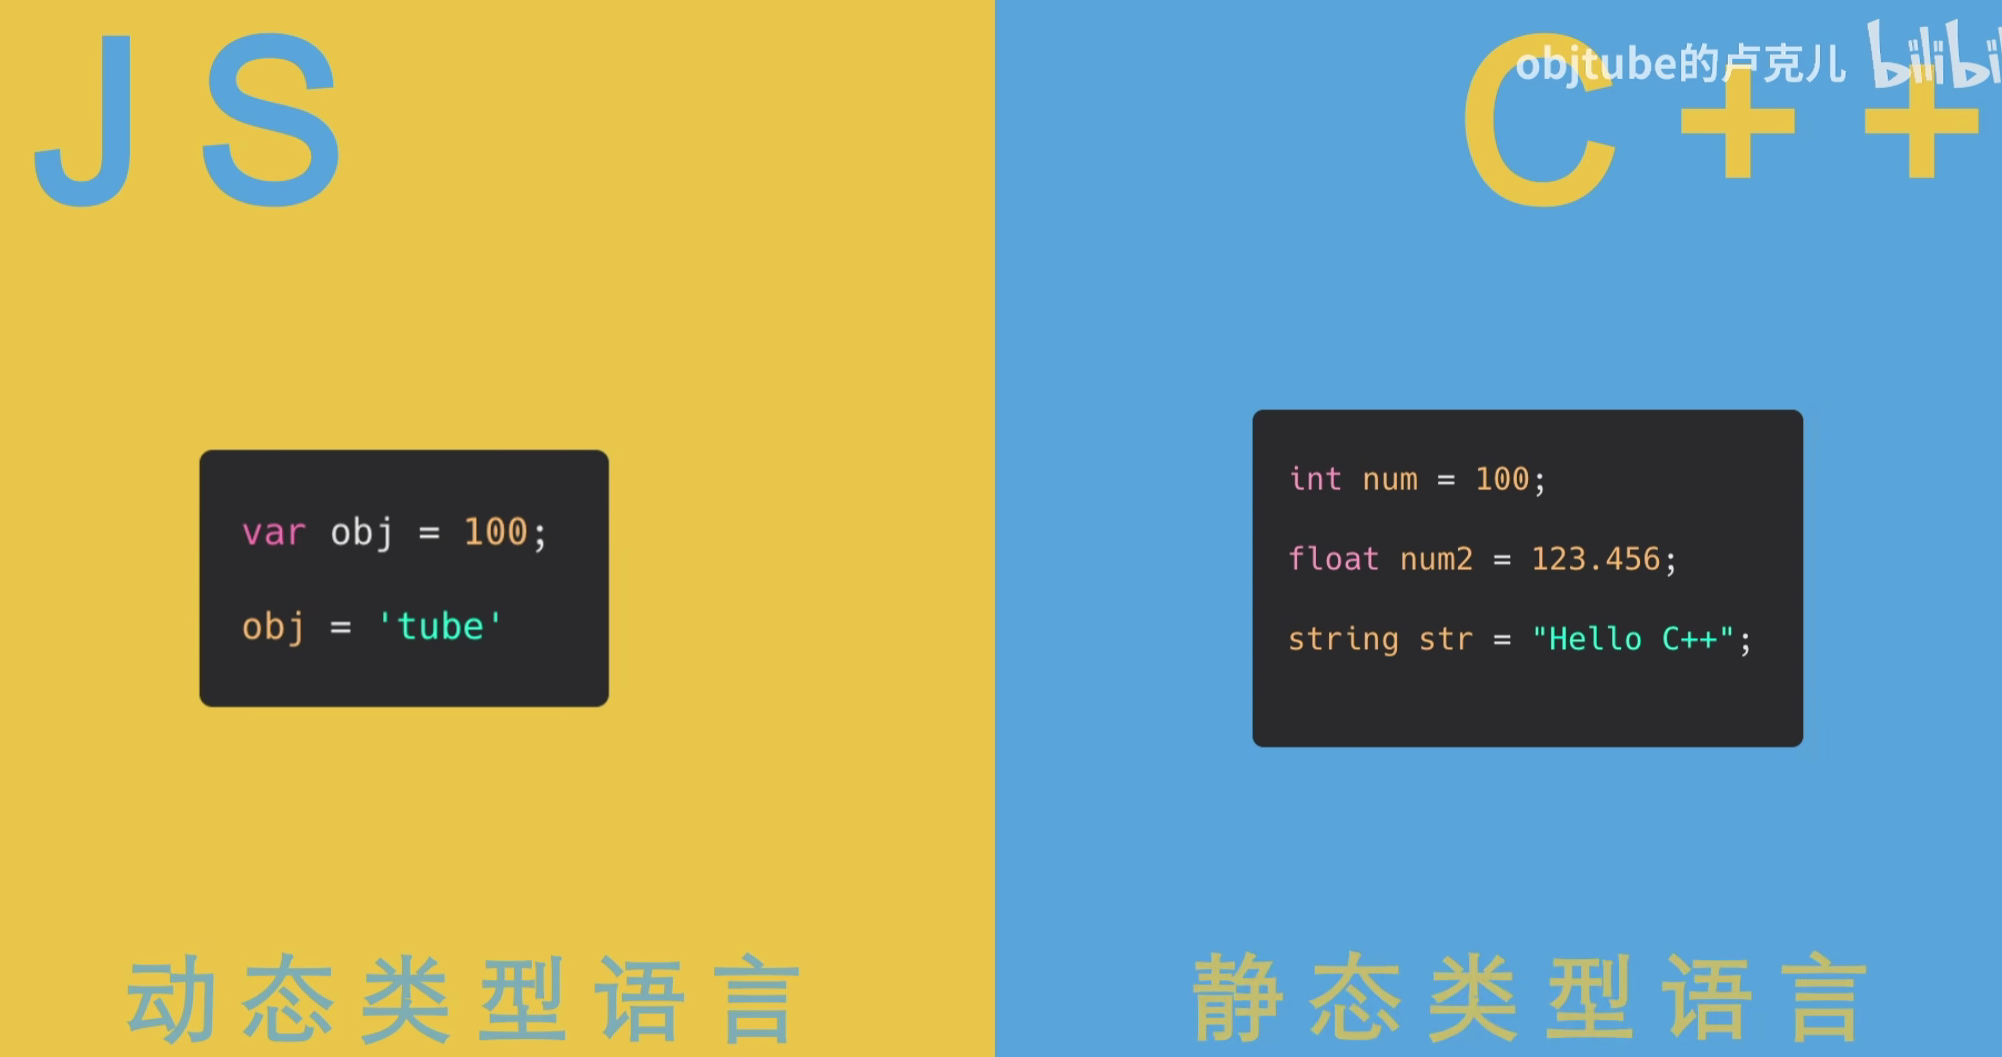 JS
var obj = 100;
obj = 'tube'
动态类型语言
C++
objtube的卢克儿
int num = 100;
float num2 = 123.456;
string str = "Hello C++";
静态类型语言